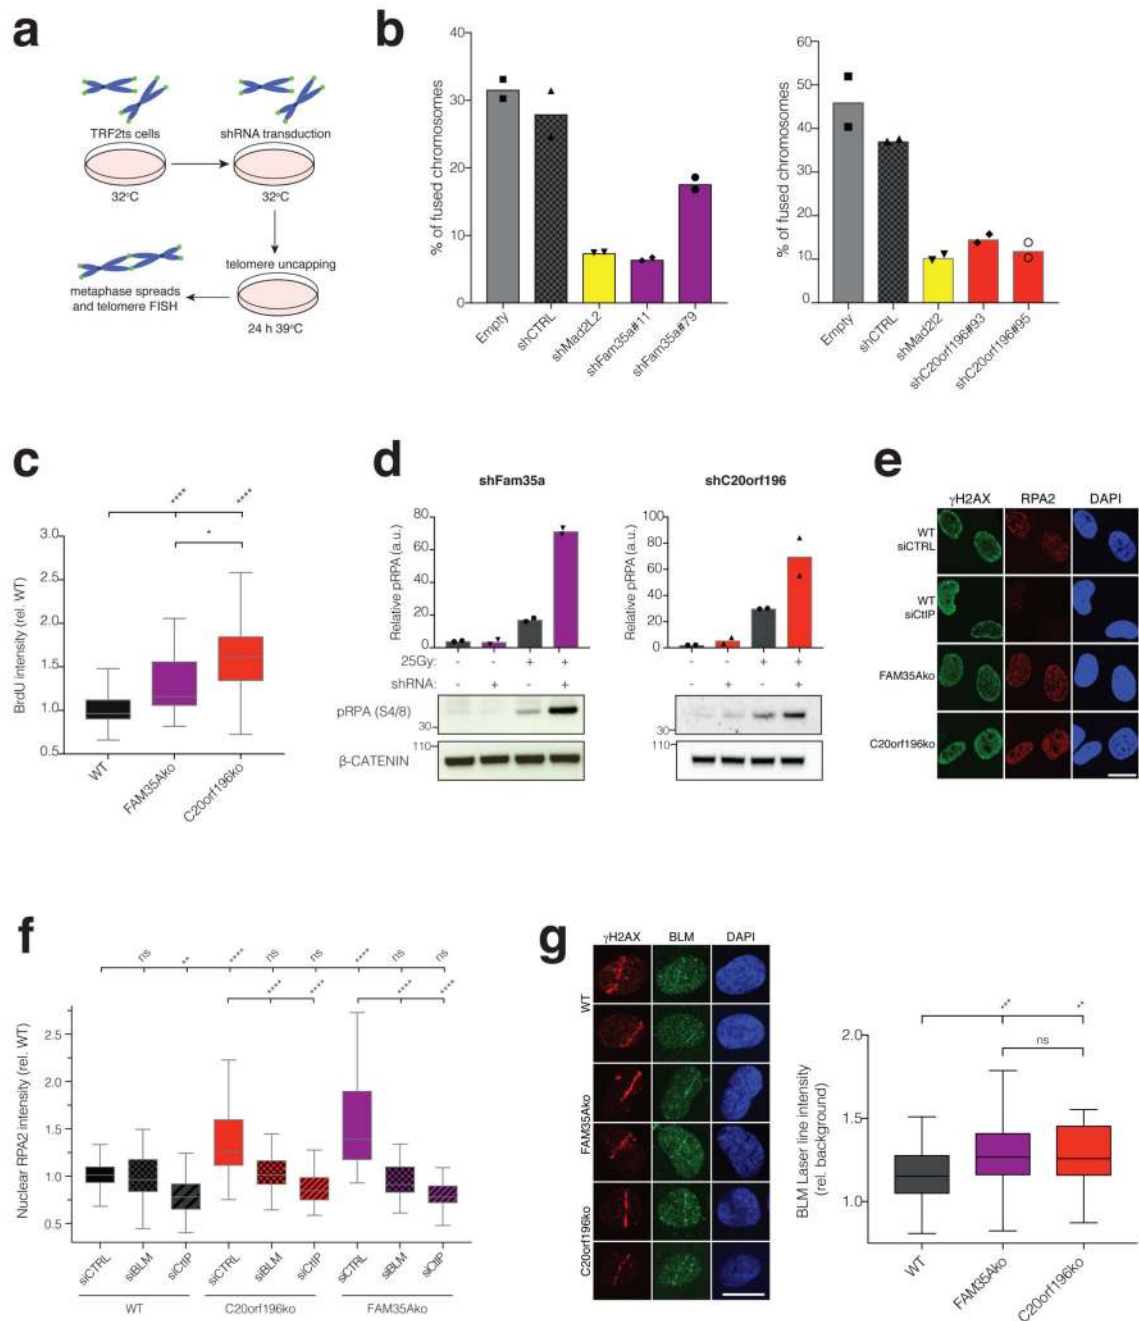 a
TRF2ts cells
shRNA transduction
32°C
32°C
telomere uncapping
metaphase spreads
and telomere FISH
24 h 39°C
b
% of fused chromosomes
40
30
20
10
0
Empty
shCTRL
shMad2L2
shFam35a#11
shFam35a#79
% of fused chromosomes
60
50
40
30
20
10
0
Empty
shCTRL
shMad2l2
shC20orf196#93
shC20orf196#95
c
BrdU intensity (rel. WT)
3.0
2.5
2.0
1.5
1.0
0.5
****
****
*
WT
FAM35Ako
C20orf196ko
d
shFam35a
Relative pRPA (a.u.)
80
60
40
20
0
shC20orf196
Relative pRPA (a.u.)
100
80
60
40
20
0
25Gy: - - + + - - + +
shRNA: - + - + - + - +
pRPA (S4/8)
30
30
110
110
β-CATENIN
e
γH2AX RPA2 DAPI
WT
siCTRL
WT
siCtIP
FAM35Ako
C20orf196ko
f
Nuclear RPA2 intensity (rel. WT)
2.5
2.0
1.5
1.0
0.5
ns ** **** ns ns **** ns ns
**** **** **** ****
siCTRL siBLM siCtIP siCTRL siBLM siCtIP siCTRL siBLM siCtIP
WT C20orf196ko FAM35Ako
g
γH2AX BLM DAPI
WT
FAM35Ako
C20orf196ko
BLM Laser line intensity
(rel. background)
2.0
1.5
1.0
***
**
ns
WT
FAM35Ako
C20orf196ko